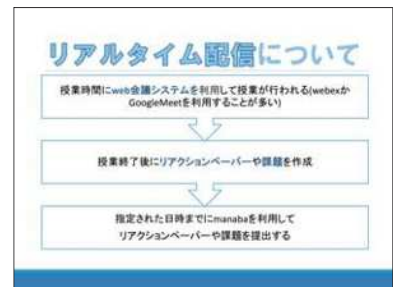 リアルタイム配信について
授業時間にweb会議システムを利用して授業が行われる(webexか
GoogleMeetを利用することが多い)
授業終了後にリアクションペーパーや課題を作成
指定された日時までにmanabaを利用して
リアクションペーパーや課題を提出する